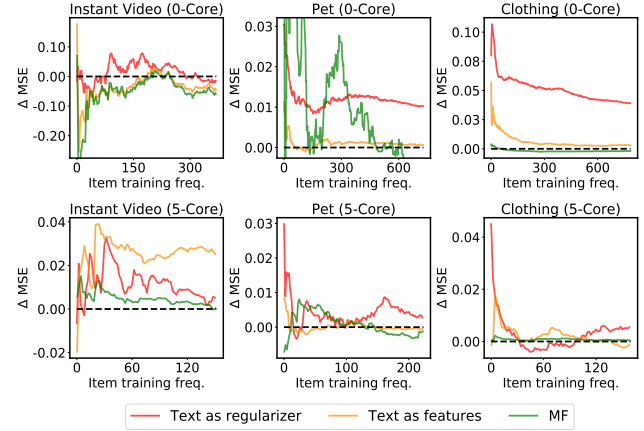 Instant Video (0-Core)
Pet (0-Core)
Clothing (0-Core)
Δ MSE
0.10
0.00
-0.10
-0.20
0 150 300
Item training freq.
Δ MSE
0.03
0.02
0.01
0.00
0 300 600
Item training freq.
Δ MSE
0.10
0.08
0.05
0.03
0.00
0 300 600
Item training freq.
Instant Video (5-Core)
Pet (5-Core)
Clothing (5-Core)
Δ MSE
0.04
0.02
0.00
-0.02
0 60 120
Item training freq.
Δ MSE
0.03
0.02
0.01
0.00
0 100 200
Item training freq.
Δ MSE
0.04
0.02
0.00
0 60 120
Item training freq.
Text as regularizer Text as features MF